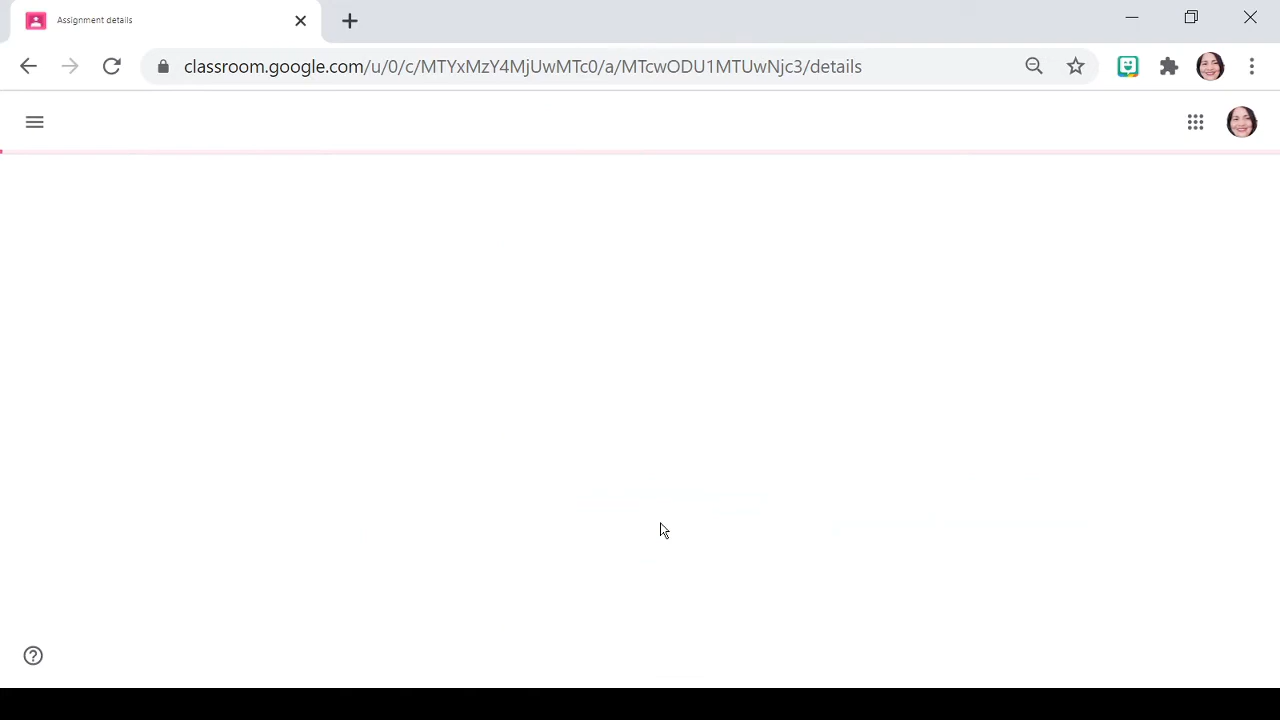 Assignment details
classroom.google.com/u/0/c/MTYxMzY4MjUwMTc0/a/MTcwODU1MTUwNjc3/details